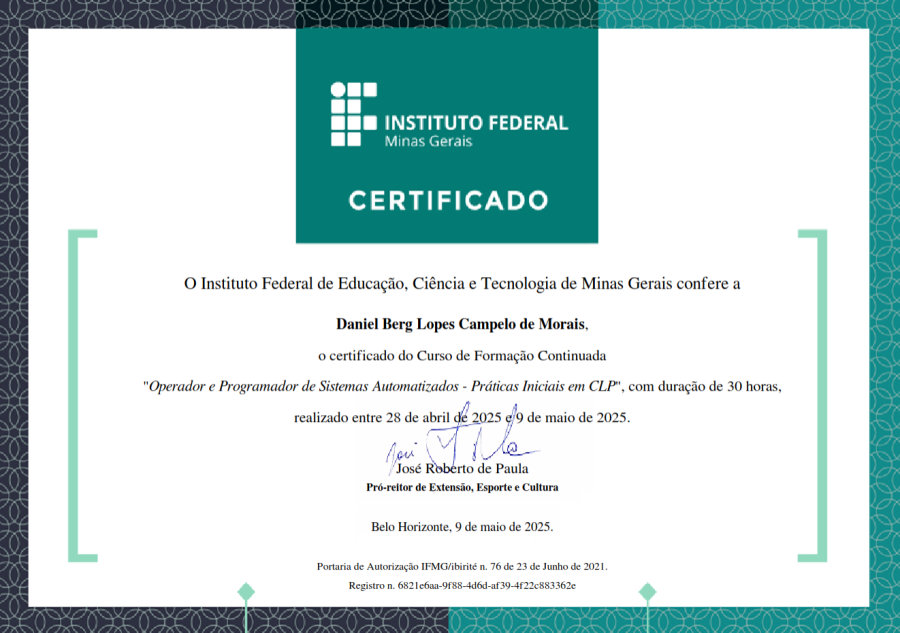 INSTITUTO FEDERAL
Minas Gerais
CERTIFICADO
O Instituto Federal de Educação, Ciência e Tecnologia de Minas Gerais confere a
Daniel Berg Lopes Campelo de Morais,
o certificado do Curso de Formação Continuada
"Operador e Programador de Sistemas Automatizados - Práticas Iniciais em CLP", com duração de 30 horas,
realizado entre 28 de abril de 2025 e 9 de maio de 2025.
José Roberto de Paula
Pró-reitor de Extensão, Esporte e Cultura
Belo Horizonte, 9 de maio de 2025.
Portaria de Autorização IFMG/ibirité n. 76 de 23 de Junho de 2021.
Registro n. 6821e6aa-9f88-4d6d-af39-4f22c883362e